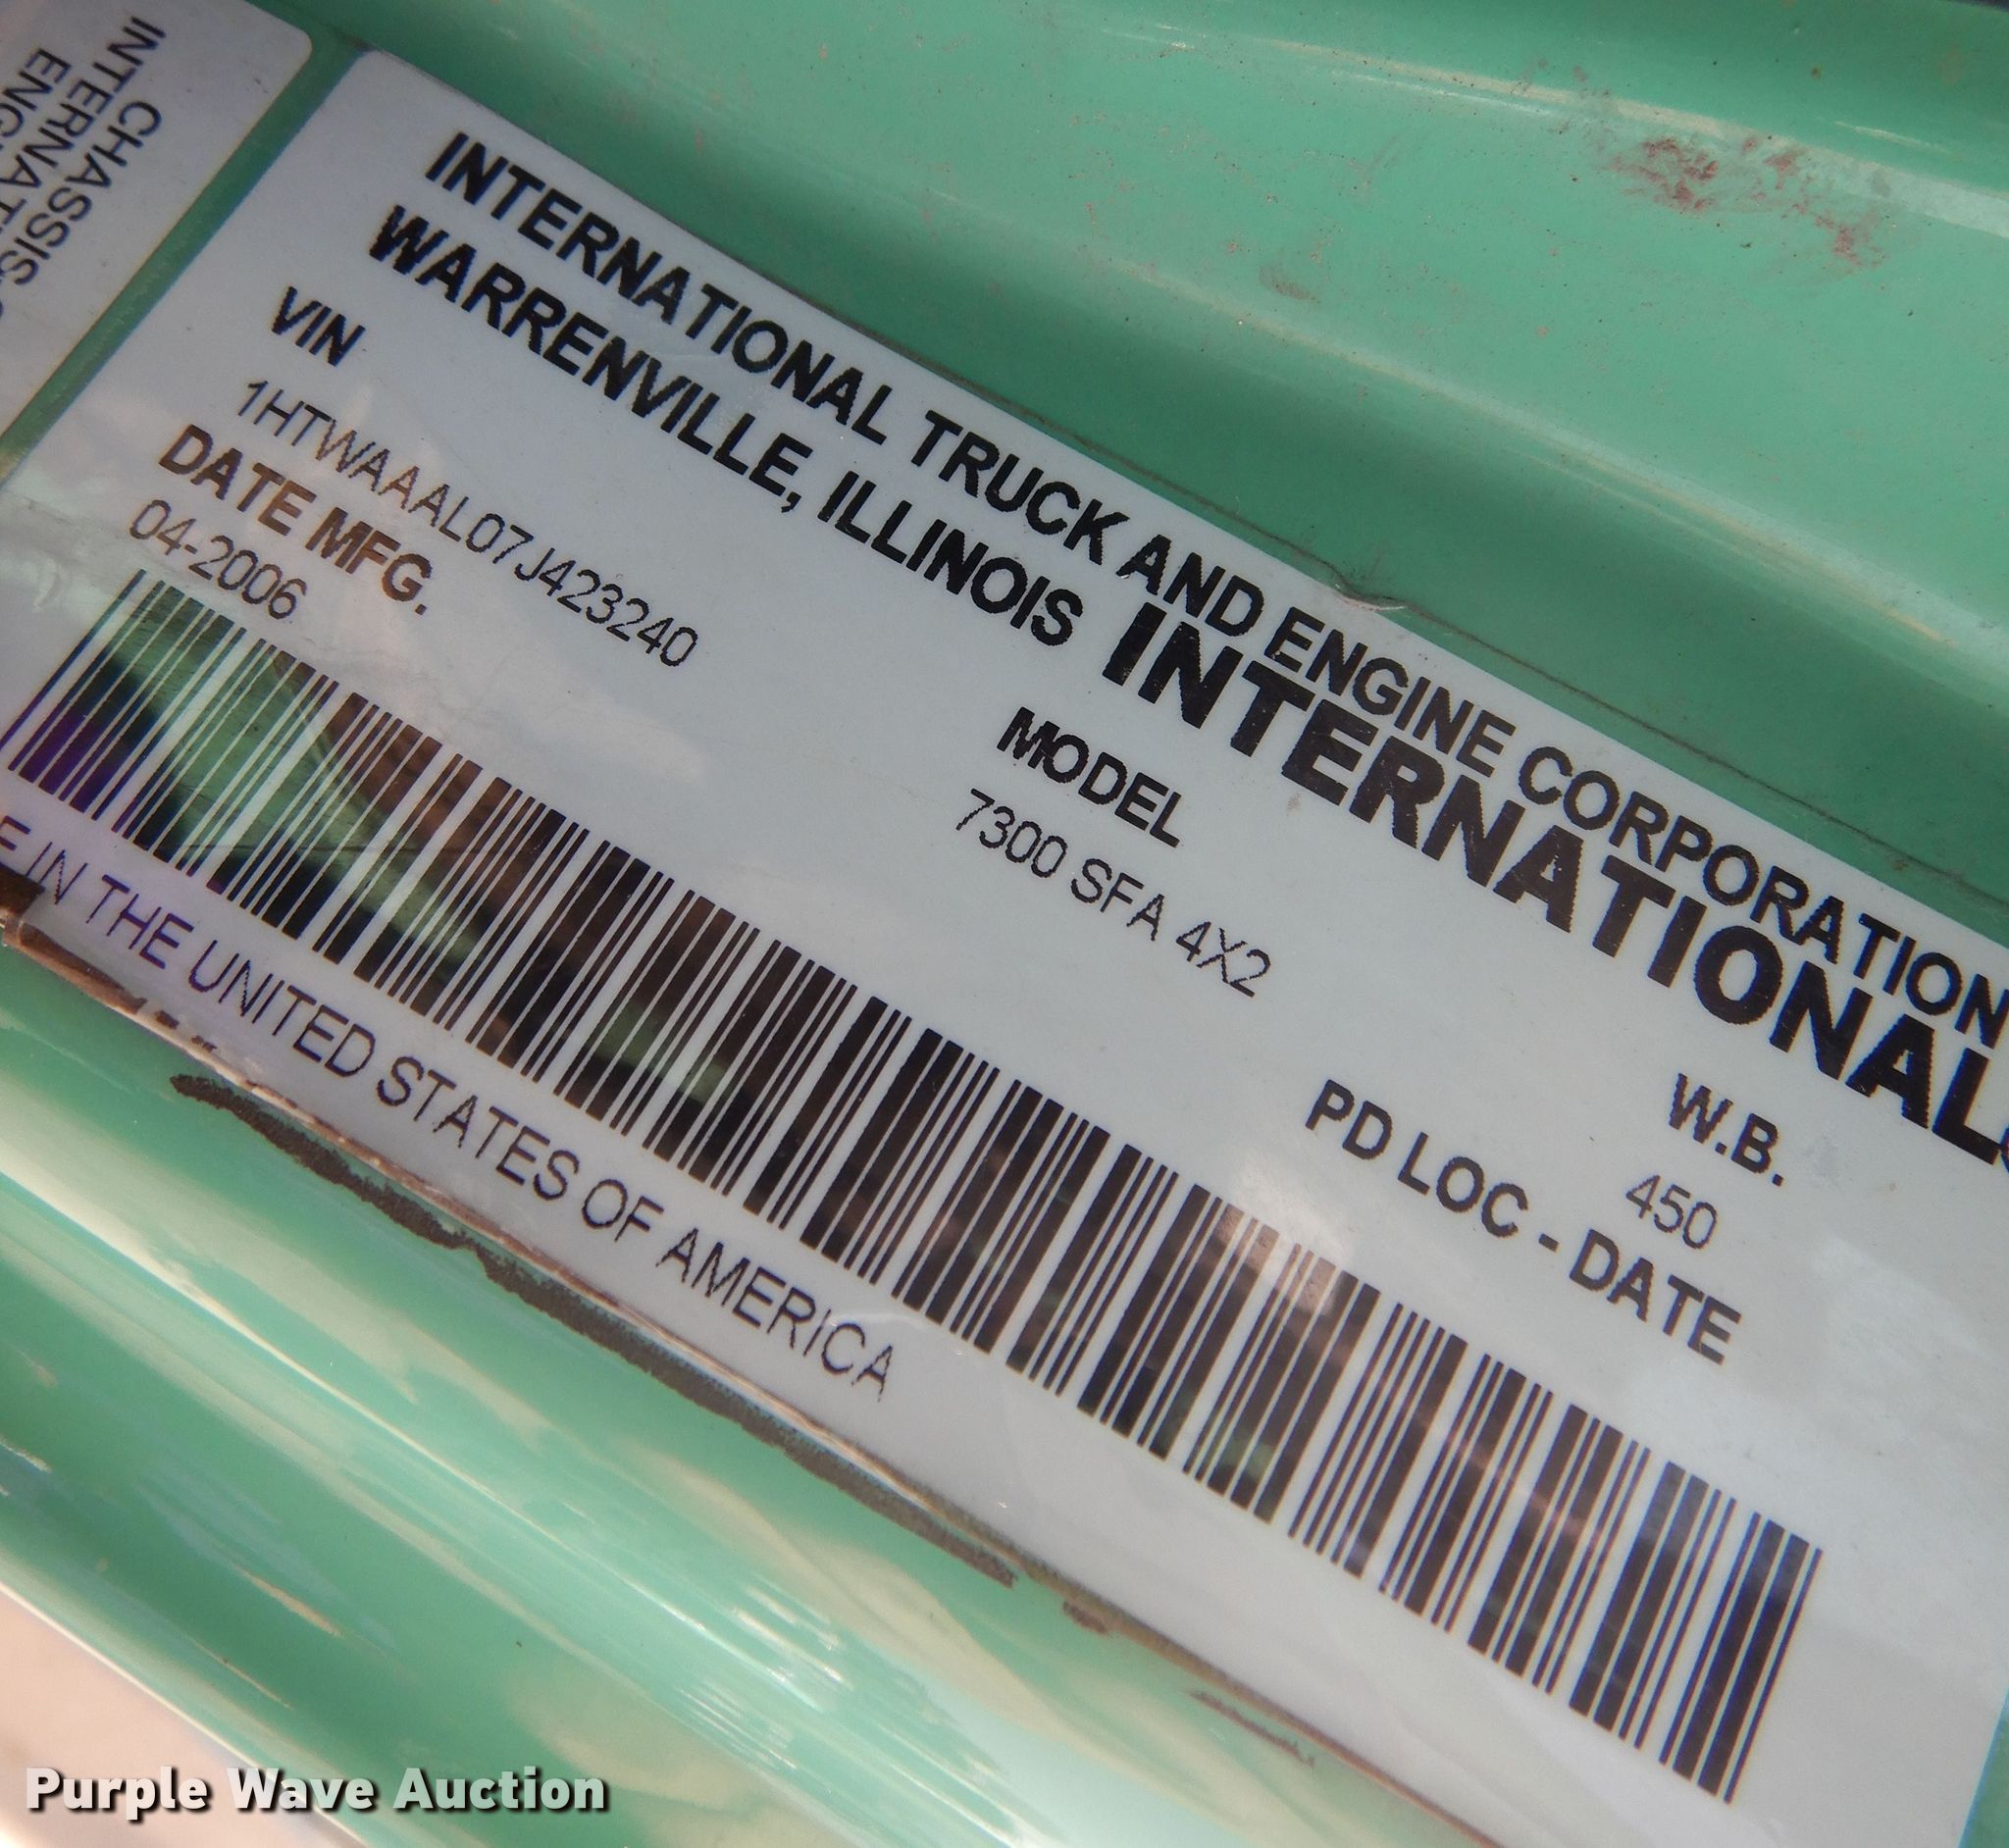 CHASSIS
INTERNATIO
INTERNATIONAL TRUCK AND ENGINE CORPORATION
WARRENVILLE, ILLINOIS INTERNATIONAL
VIN
1HTWAAAL07J423240
DATE MFG.
04-2006
MODEL
7300 SFA 4X2
W.B.
450
PD LOC - DATE
E IN THE UNITED STATES OF AMERICA
Purple Wave Auction